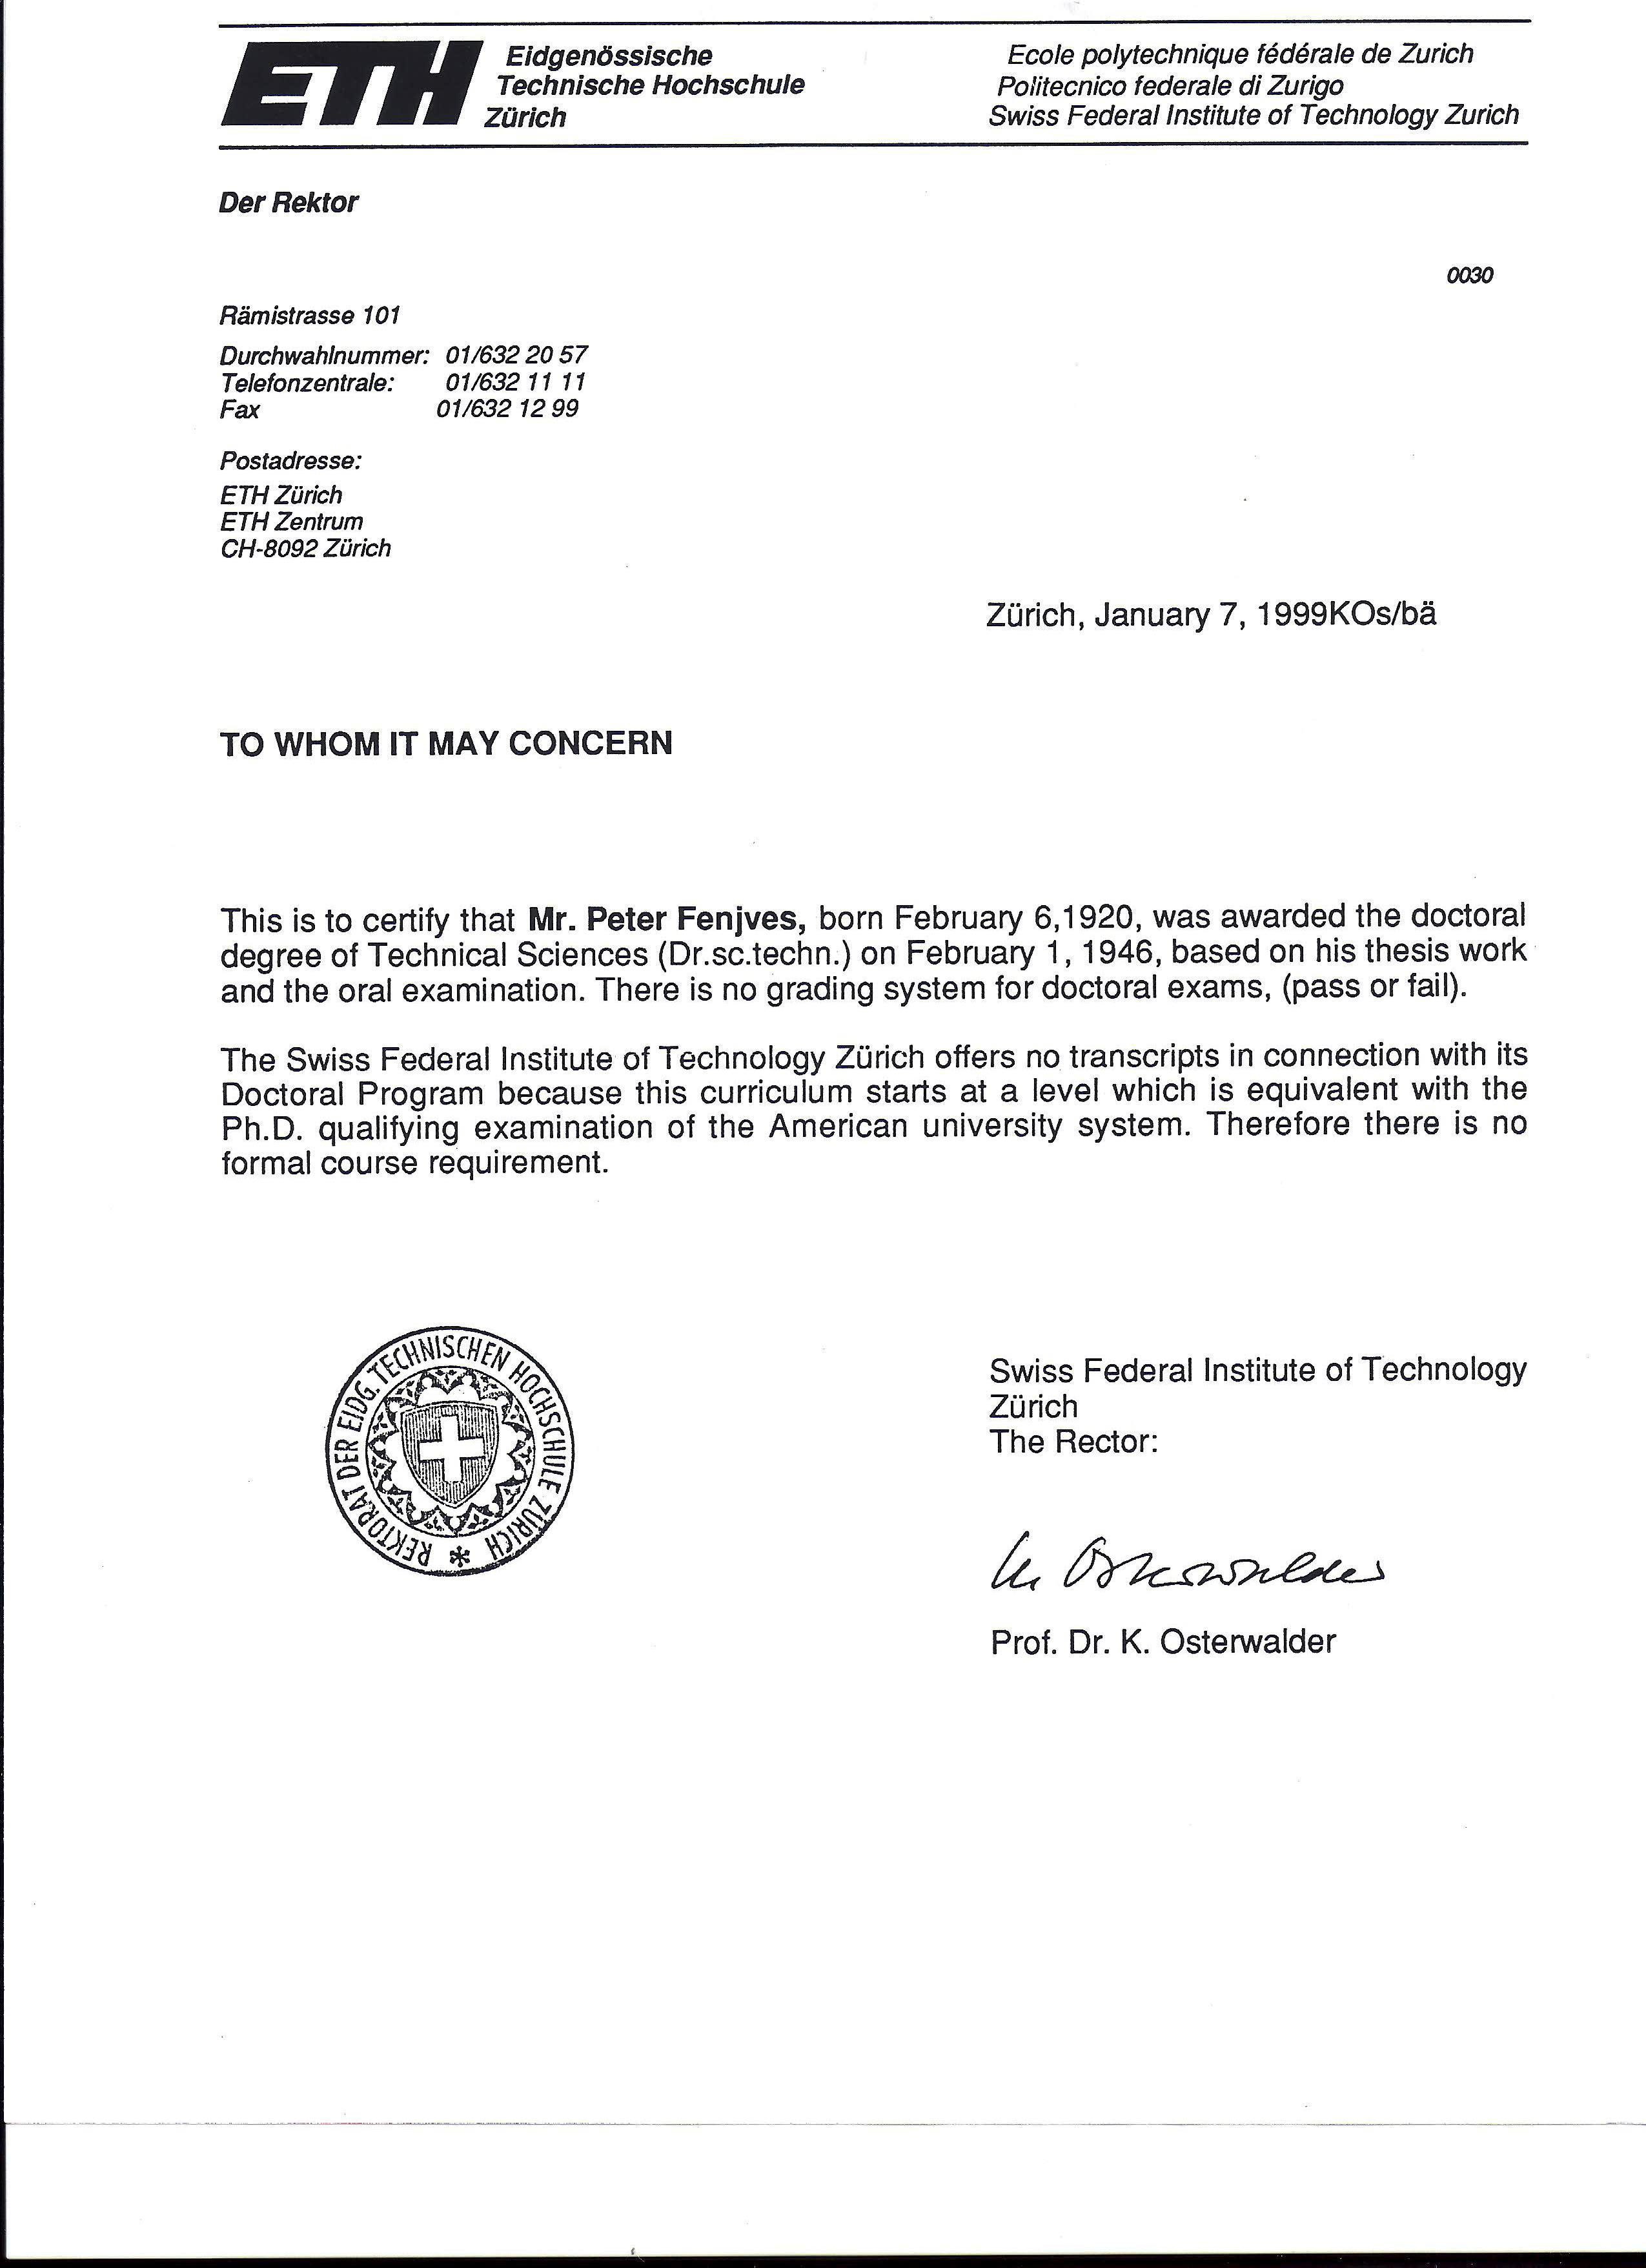 ETH Eidgenössische
Technische Hochschule
Zürich
Ecole polytechnique fédérale de Zurich
Politecnico federale di Zurigo
Swiss Federal Institute of Technology Zurich
Der Rektor
0030
Rämistrasse 101
Durchwahlnummer: 01/632 20 57
Telefonzentrale: 01/632 11 11
Fax 01/632 12 99
Postadresse:
ETH Zürich
ETH Zentrum
CH-8092 Zürich
Zürich, January 7, 1999KOs/bä
TO WHOM IT MAY CONCERN
This is to certify that Mr. Peter Fenjves, born February 6,1920, was awarded the doctoral
degree of Technical Sciences (Dr.sc.techn.) on February 1, 1946, based on his thesis work
and the oral examination. There is no grading system for doctoral exams, (pass or fail).
The Swiss Federal Institute of Technology Zürich offers no transcripts in connection with its
Doctoral Program because this curriculum starts at a level which is equivalent with the
Ph.D. qualifying examination of the American university system. Therefore there is no
formal course requirement.
REKTORAT DER EIDG. TECHNISCHEN HOCHSCHULE ZÜRICH *
Swiss Federal Institute of Technology
Zürich
The Rector:
K. Osterwalder
Prof. Dr. K. Osterwalder